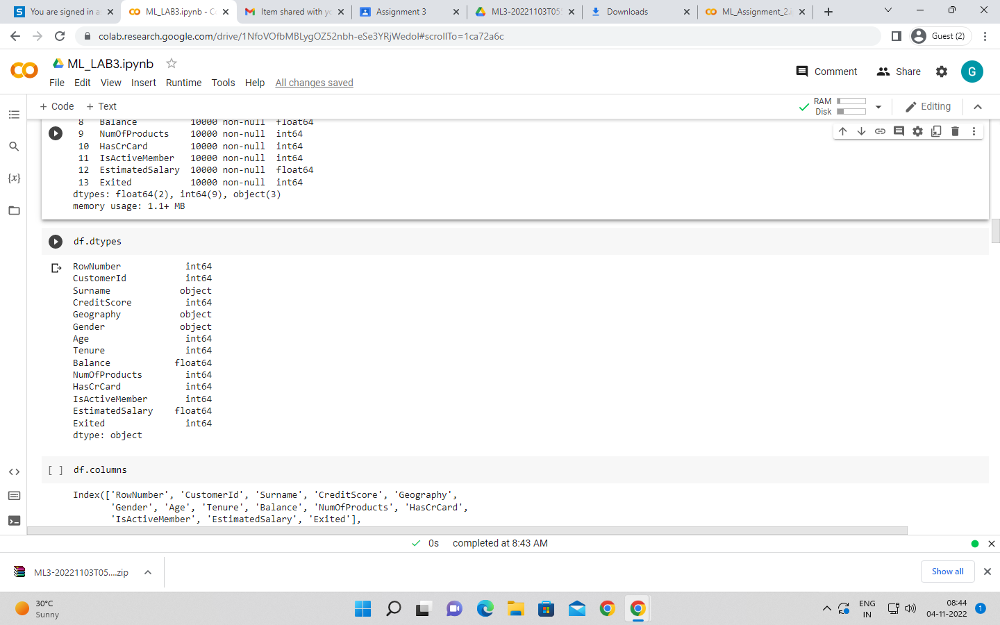 You are signed in a
ML_LAB3.ipynb - C
Item shared with yo
Assignment 3
ML3-20221103T05
Downloads
ML_Assignment_2.i
colab.research.google.com/drive/1NfoVOfbMBLygOZ52nbh-eSe3YRjWedoI#scrollTo=1ca72a6c
Guest (2)
ML_LAB3.ipynb
File Edit View Insert Runtime Tools Help All changes saved
Comment Share G
+ Code + Text
RAM
Disk
Editing
8 Balance 10000 non-null float64
9 NumOfProducts 10000 non-null int64
10 HasCrCard 10000 non-null int64
11 IsActiveMember 10000 non-null int64
12 EstimatedSalary 10000 non-null float64
13 Exited 10000 non-null int64
dtypes: float64(2), int64(9), object(3)
memory usage: 1.1+ MB
df.dtypes
RowNumber int64
CustomerId int64
Surname object
CreditScore int64
Geography object
Gender object
Age int64
Tenure int64
Balance float64
NumOfProducts int64
HasCrCard int64
IsActiveMember int64
EstimatedSalary float64
Exited int64
dtype: object
[ ] df.columns
Index(['RowNumber', 'CustomerId', 'Surname', 'CreditScore', 'Geography',
'Gender', 'Age', 'Tenure', 'Balance', 'NumOfProducts', 'HasCrCard',
'IsActiveMember', 'EstimatedSalary', 'Exited'],
0s completed at 8:43 AM
ML3-20221103T05....zip
Show all
30°C
Sunny
ENG
IN
08:44
04-11-2022
1